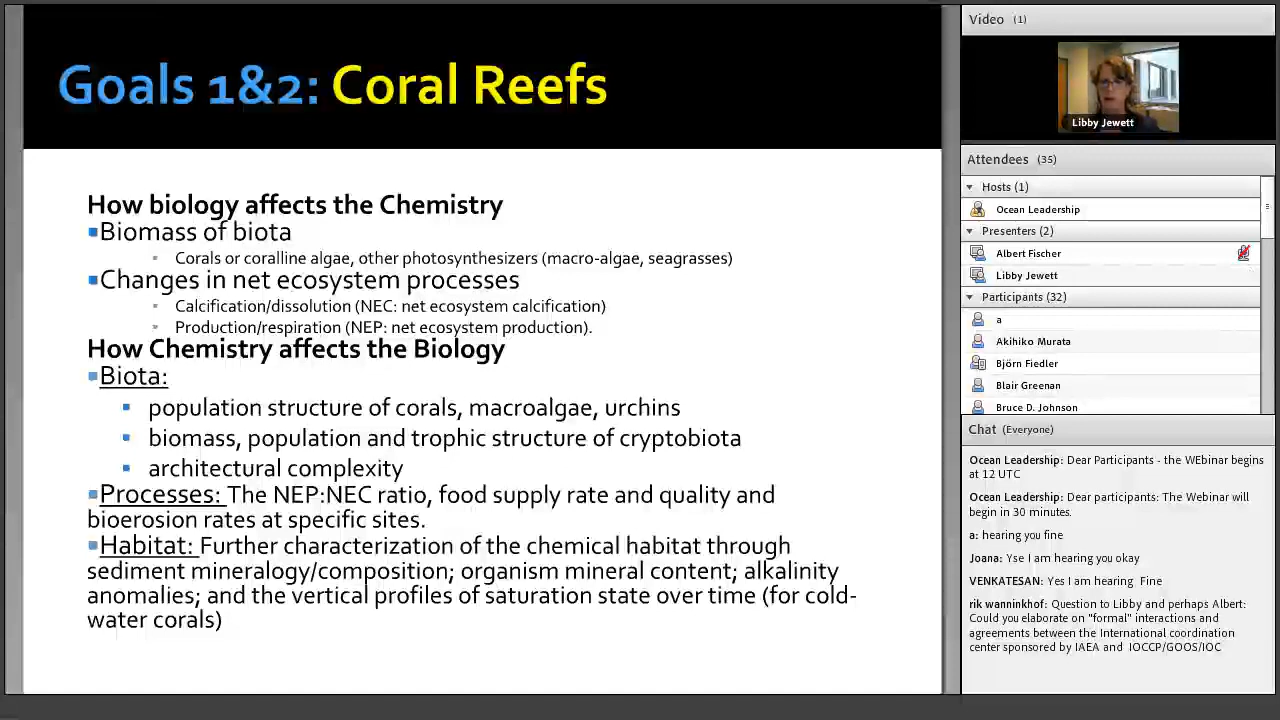 Goals 1&2: Coral Reefs
How biology affects the Chemistry
Biomass of biota
Corals or coralline algae, other photosynthesizers (macro-algae, seagrasses)
Changes in net ecosystem processes
Calcification/dissolution (NEC: net ecosystem calcification)
Production/respiration (NEP: net ecosystem production).
How Chemistry affects the Biology
Biota:
population structure of corals, macroalgae, urchins
biomass, population and trophic structure of cryptobiota
architectural complexity
Processes: The NEP:NEC ratio, food supply rate and quality and
bioerosion rates at specific sites.
Habitat: Further characterization of the chemical habitat through
sediment mineralogy/composition; organism mineral content; alkalinity
anomalies; and the vertical profiles of saturation state over time (for cold-
water corals)
Video (1)
Libby Jewett
Attendees (35)
Hosts (1)
Ocean Leadership
Presenters (2)
Albert Fischer
Libby Jewett
Participants (32)
a
Akihiko Murata
Björn Fiedler
Blair Greenan
Bruce D. Johnson
Chat (Everyone)
Ocean Leadership: Dear Participants - the WEbinar begins
at 12 UTC
Ocean Leadership: Dear participants: The Webinar will
begin in 30 minutes.
a: hearing you fine
Joana: Yse I am hearing you okay
VENKATESAN: Yes I am hearing Fine
rik wanninkhof: Question to Libby and perhaps Albert:
Could you elaborate on "formal" interactions and
agreements between the International coordination
center sponsored by IAEA and IOCCP/GOOS/IOC